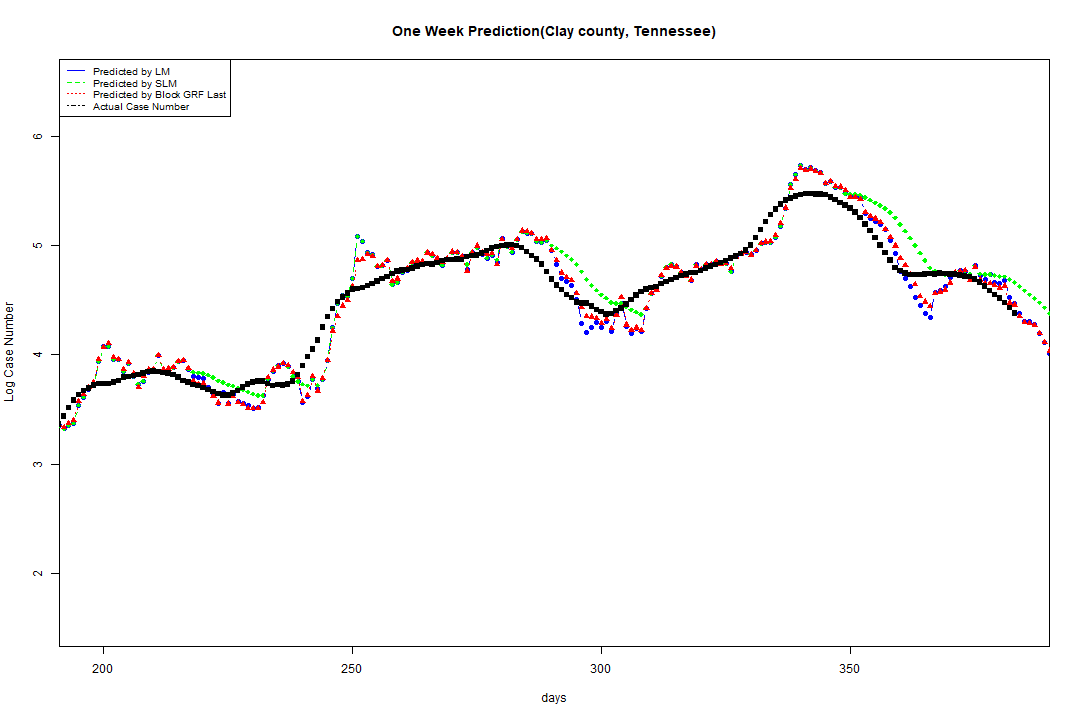 One Week Prediction(Clay county, Tennessee)
Predicted by LM
Predicted by SLM
Predicted by Block GRF Last
Actual Case Number
6
5
4
3
2
Log Case Number
200 250 300 350
days